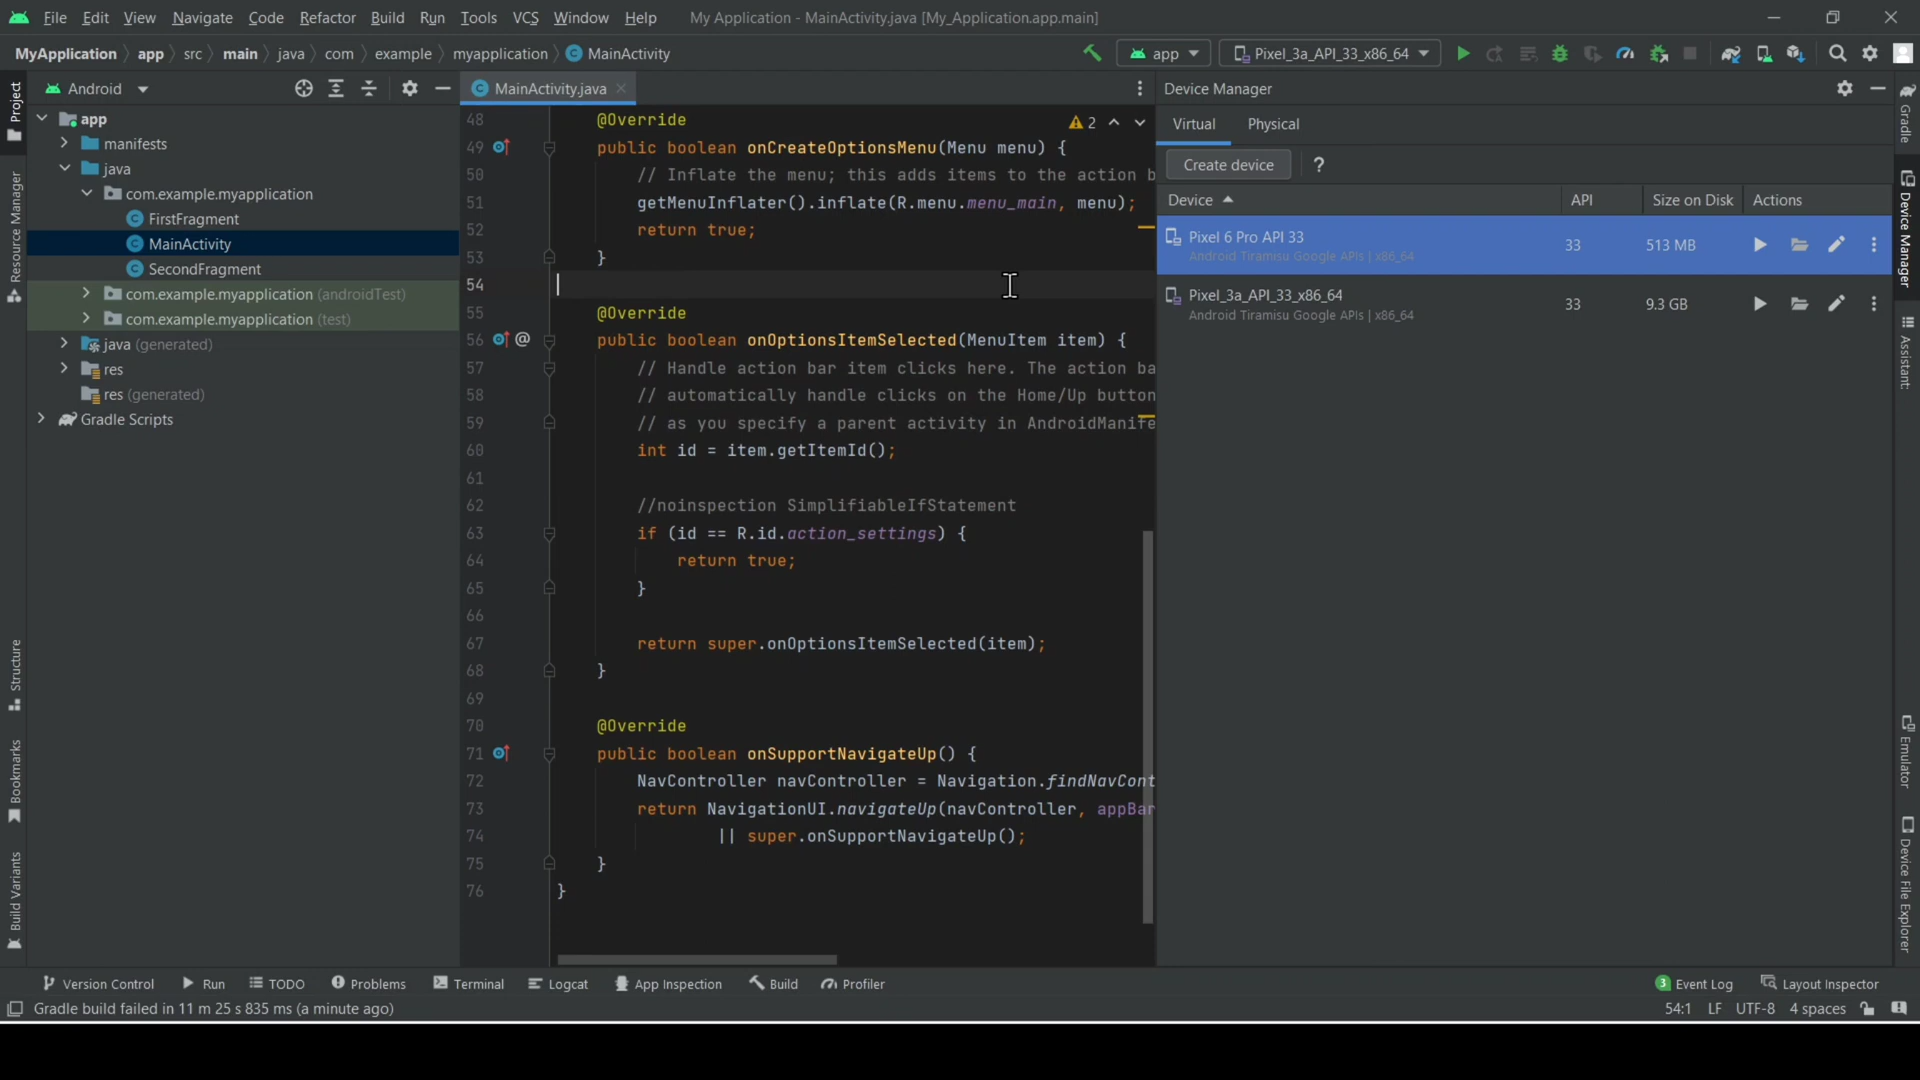 File Edit View Navigate Code Refactor Build Run Tools VCS Window Help My Application - MainActivity.java [My_Application.app.main]
MyApplication app src main java com example myapplication MainActivity app Pixel_3a_API_33_x86_64
Project
Resource Manager
Structure
Bookmarks
Build Variants
Android
app
manifests
java
com.example.myapplication
FirstFragment
MainActivity
SecondFragment
com.example.myapplication (androidTest)
com.example.myapplication (test)
java (generated)
res
res (generated)
Gradle Scripts
MainActivity.java
2
48 @Override
49 public boolean onCreateOptionsMenu(Menu menu) {
50 // Inflate the menu; this adds items to the action b
51 getMenuInflater().inflate(R.menu.menu_main, menu);
52 return true;
53 }
54
55 @Override
56 @ public boolean onOptionsItemSelected(MenuItem item) {
57 // Handle action bar item clicks here. The action ba
58 // automatically handle clicks on the Home/Up button
59 // as you specify a parent activity in AndroidManife
60 int id = item.getItemId();
61
62 //noinspection SimplifiableIfStatement
63 if (id == R.id.action_settings) {
64 return true;
65 }
66
67 return super.onOptionsItemSelected(item);
68 }
69
70 @Override
71 public boolean onSupportNavigateUp() {
72 NavController navController = Navigation.findNavCont
73 return NavigationUI.navigateUp(navController, appBar
74 || super.onSupportNavigateUp();
75 }
76 }
Device Manager
Virtual Physical
Create device ?
Device API Size on Disk Actions
Pixel 6 Pro API 33 33 513 MB
Android Tiramisu Google APIs | x86_64
Pixel_3a_API_33_x86_64 33 9.3 GB
Android Tiramisu Google APIs | x86_64
Gradle
Device Manager
Assistant:
Emulator
Device File Explorer
Version Control Run TODO Problems Terminal Logcat App Inspection Build Profiler 3 Event Log Layout Inspector
Gradle build failed in 11 m 25 s 835 ms (a minute ago) 54:1 LF UTF-8 4 spaces